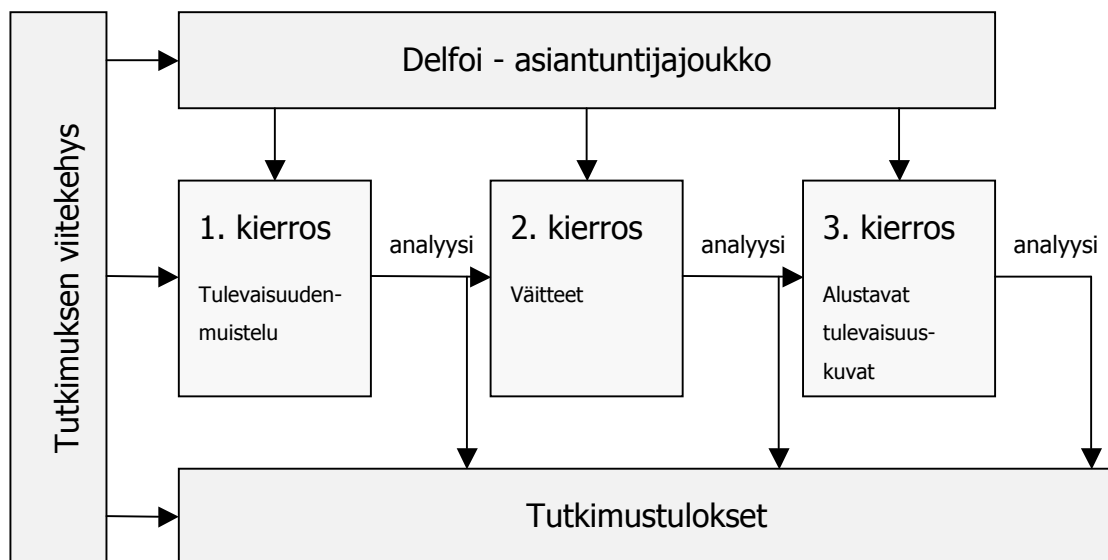 Tutkimuksen viitekehys
Delfoi - asiantuntijajoukko
1. kierros
Tulevaisuuden-
muistelu
analyysi
2. kierros
Väitteet
analyysi
3. kierros
Alustavat
tulevaisuus-
kuvat
analyysi
Tutkimustulokset